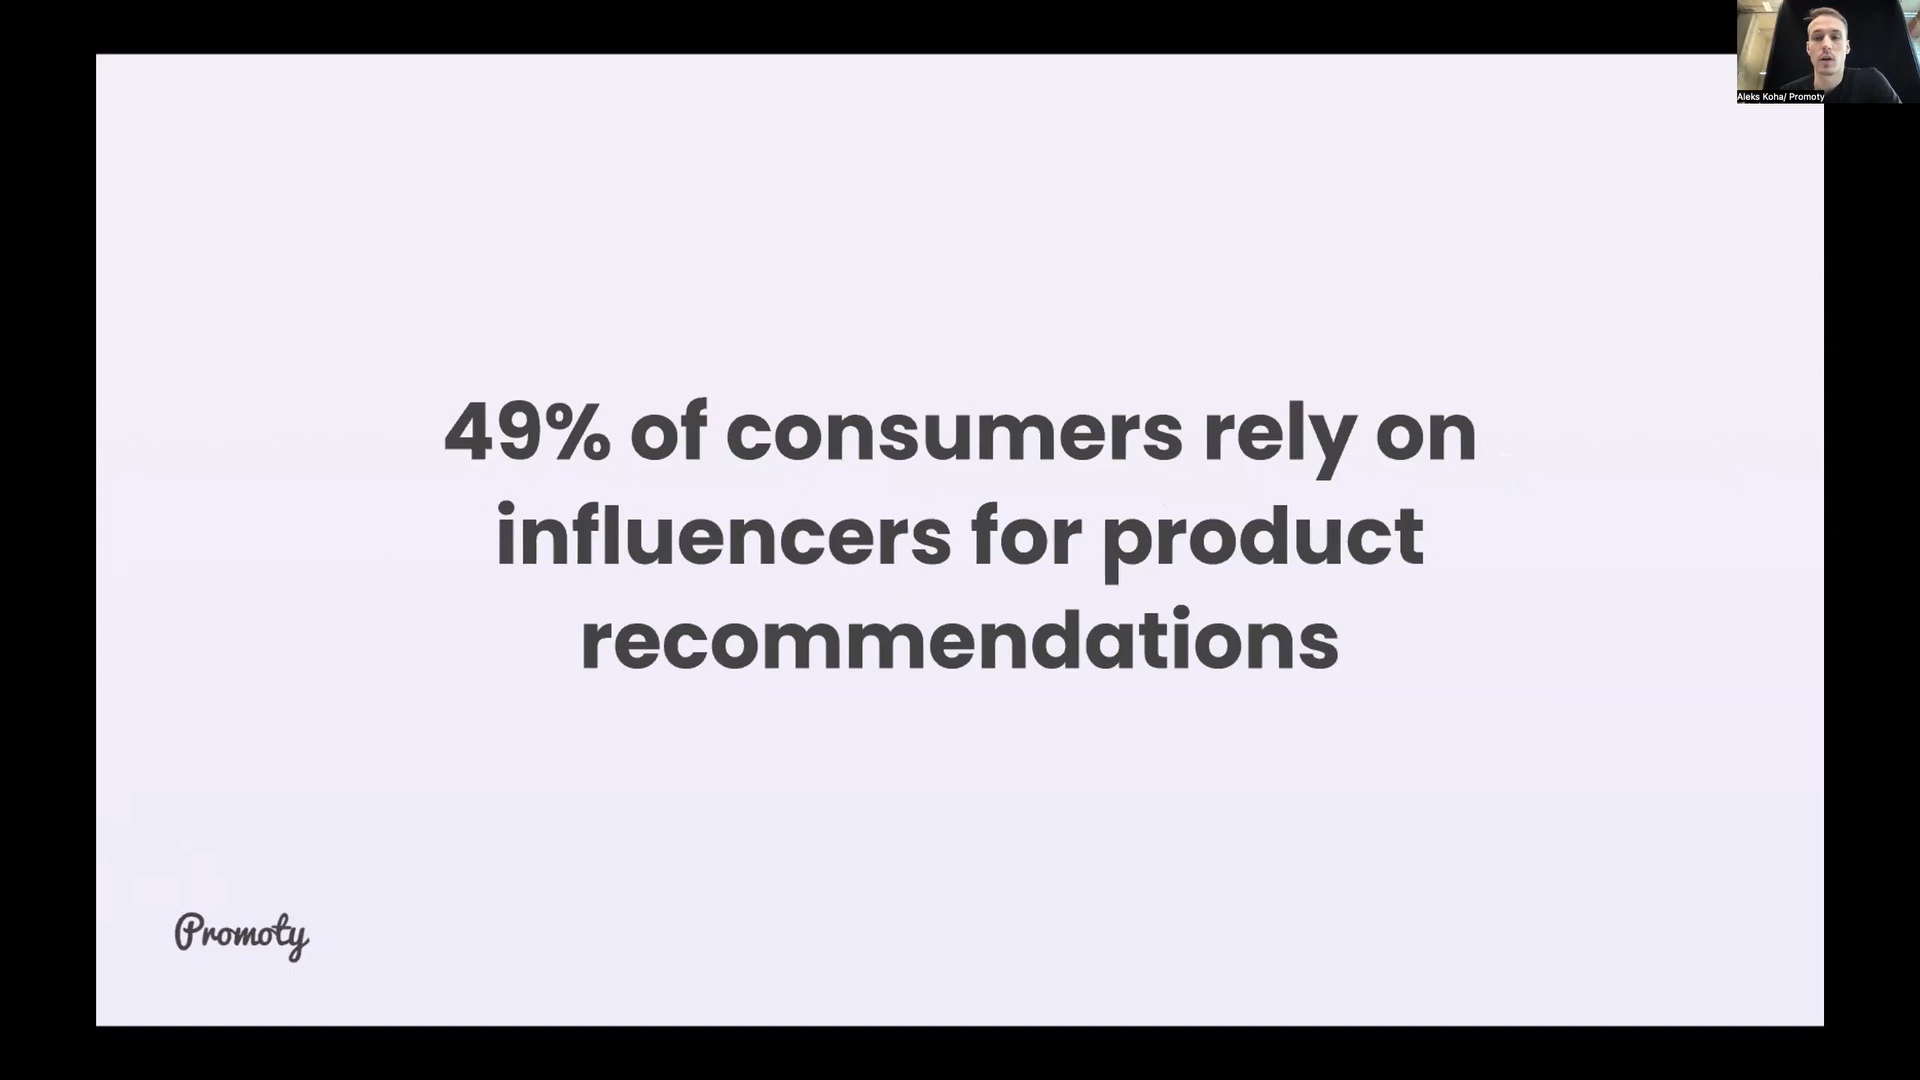 Aleks Koha/ Promoty
49% of consumers rely on
influencers for product
recommendations
Promoty